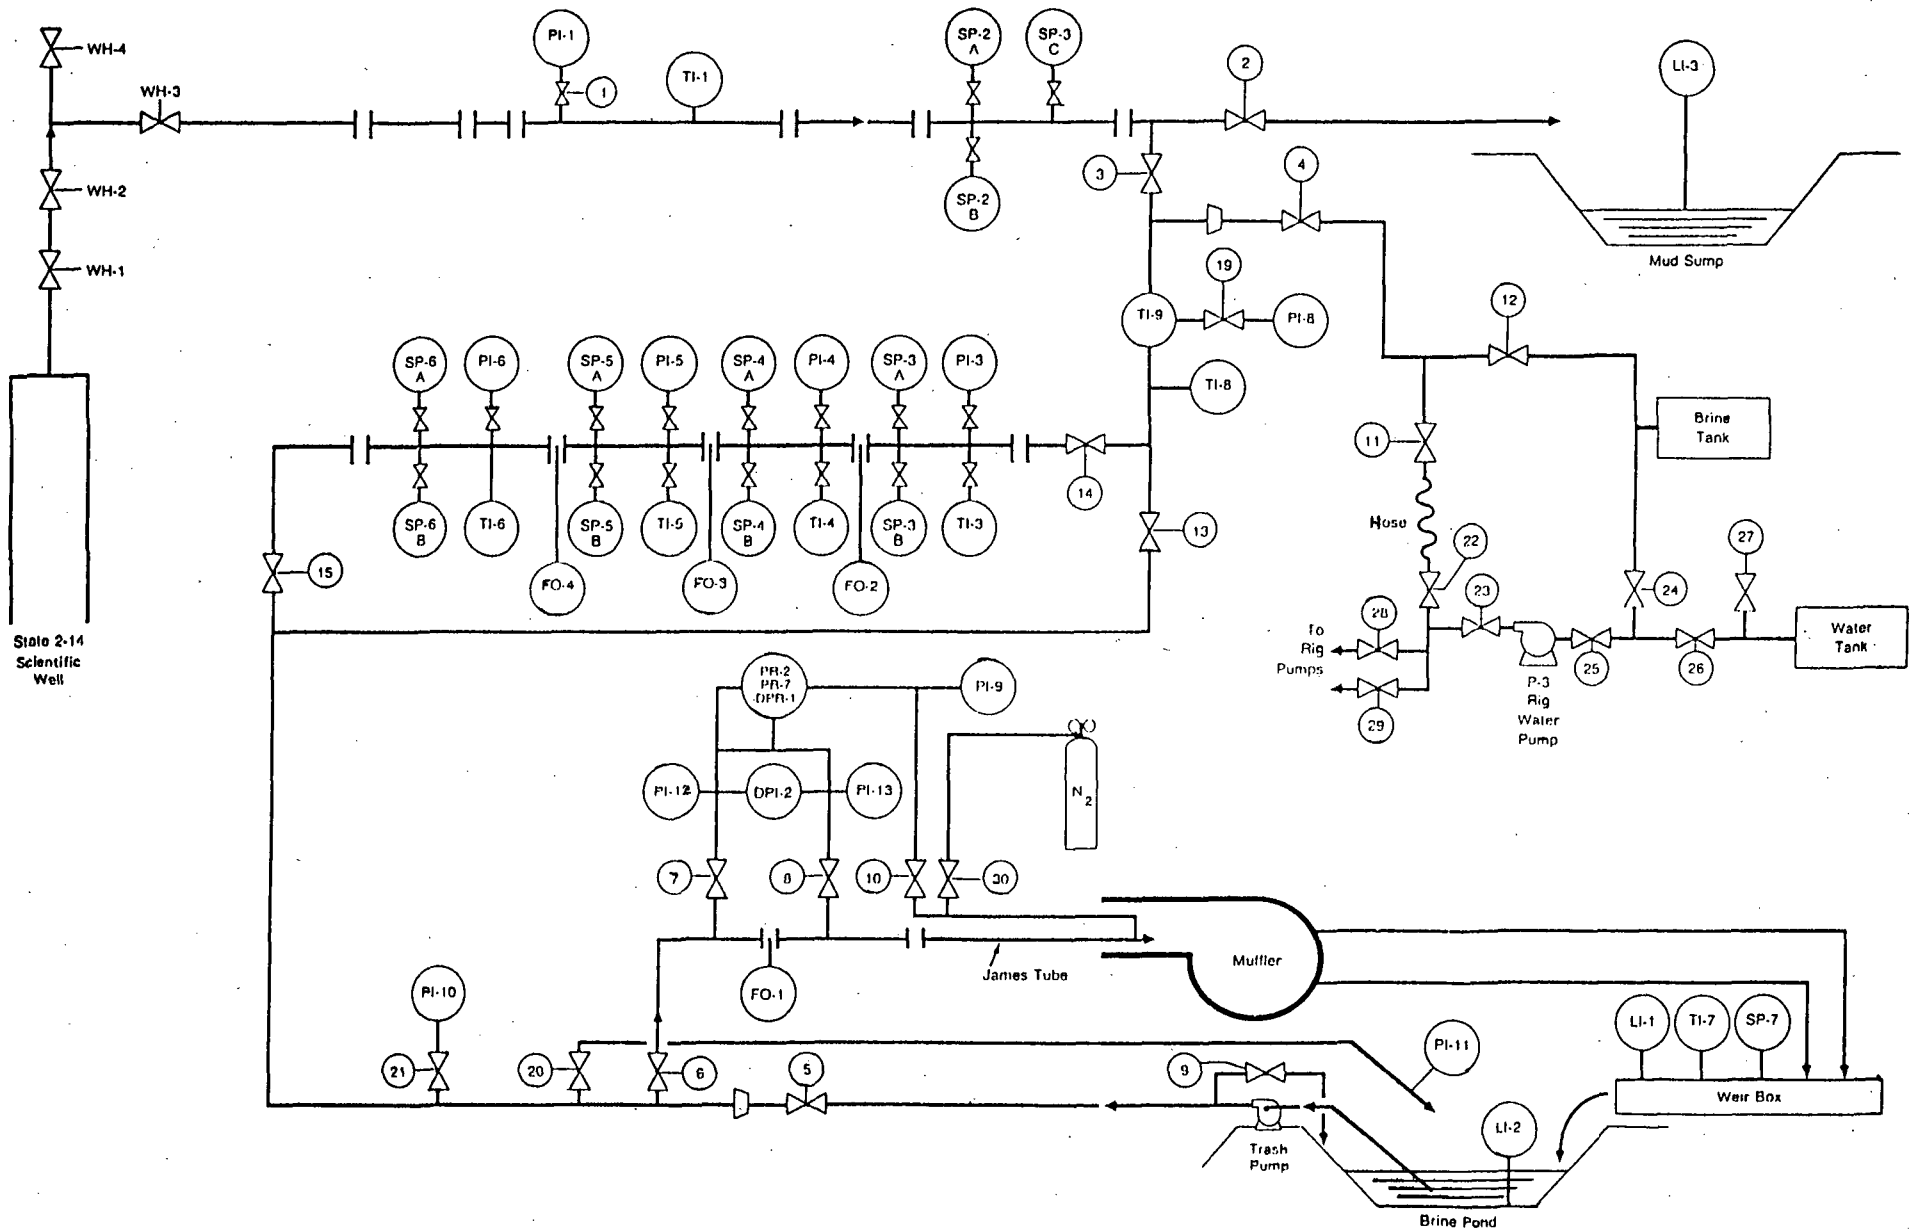 WH-4
WH-3
WH-2
WH-1
State 2-14
Scientific
Well
PI-1
1
TI-1
SP-2
A
SP-3
C
SP-2
B
2
LI-3
3
4
Mud Sump
19
TI-9
PI-8
TI-8
12
11
Brine
Tank
Hose
SP-6
A
PI-6
SP-5
A
PI-5
SP-4
A
PI-4
SP-3
A
PI-3
14
SP-6
B
TI-6
SP-5
B
TI-5
SP-4
B
TI-4
SP-3
B
TI-3
13
15
FO-4
FO-3
FO-2
22
27
23
24
28
To
Rig
Pumps
29
25
26
Water
Tank
P-3
Rig
Water
Pump
PR-2
PR-7
DPR-1
PI-9
PI-12
DPI-2
PI-13
N2
7
8
10
30
James Tube
Muffler
FO-1
PI-10
21
20
6
5
9
PI-11
LI-1
TI-7
SP-7
Weir Box
LI-2
Trash
Pump
Brine Pond